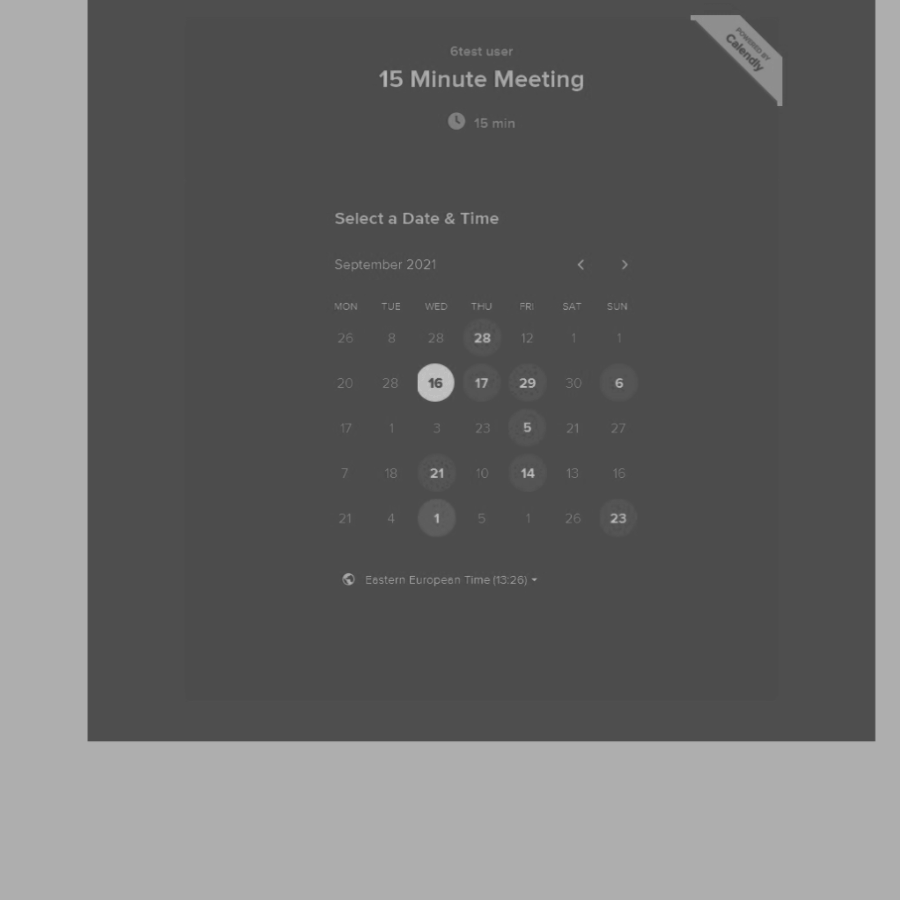 POWERED BY
Calendly
6test user
15 Minute Meeting
15 min
Select a Date & Time
September 2021
MON TUE WED THU FRI SAT SUN
26 8 28 28 12 1 1
20 28 16 17 29 30 6
17 1 3 23 5 21 27
7 18 21 10 14 13 16
21 4 1 5 1 26 23
Eastern European Time (13:26)